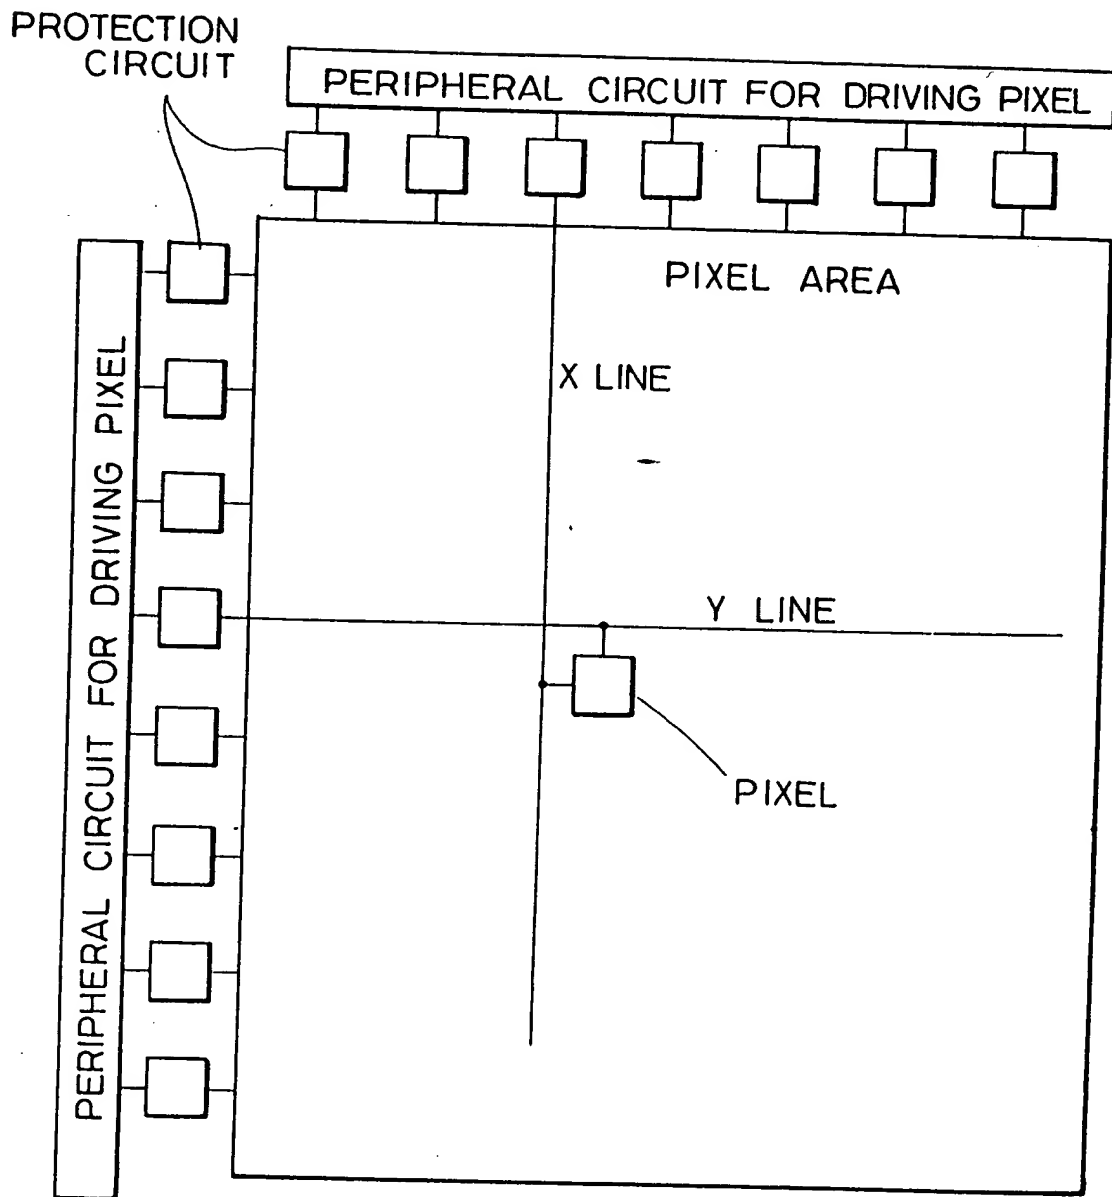 PROTECTION
CIRCUIT
PERIPHERAL CIRCUIT FOR DRIVING PIXEL
PIXEL AREA
X LINE
Y LINE
PIXEL
PERIPHERAL CIRCUIT FOR DRIVING PIXEL